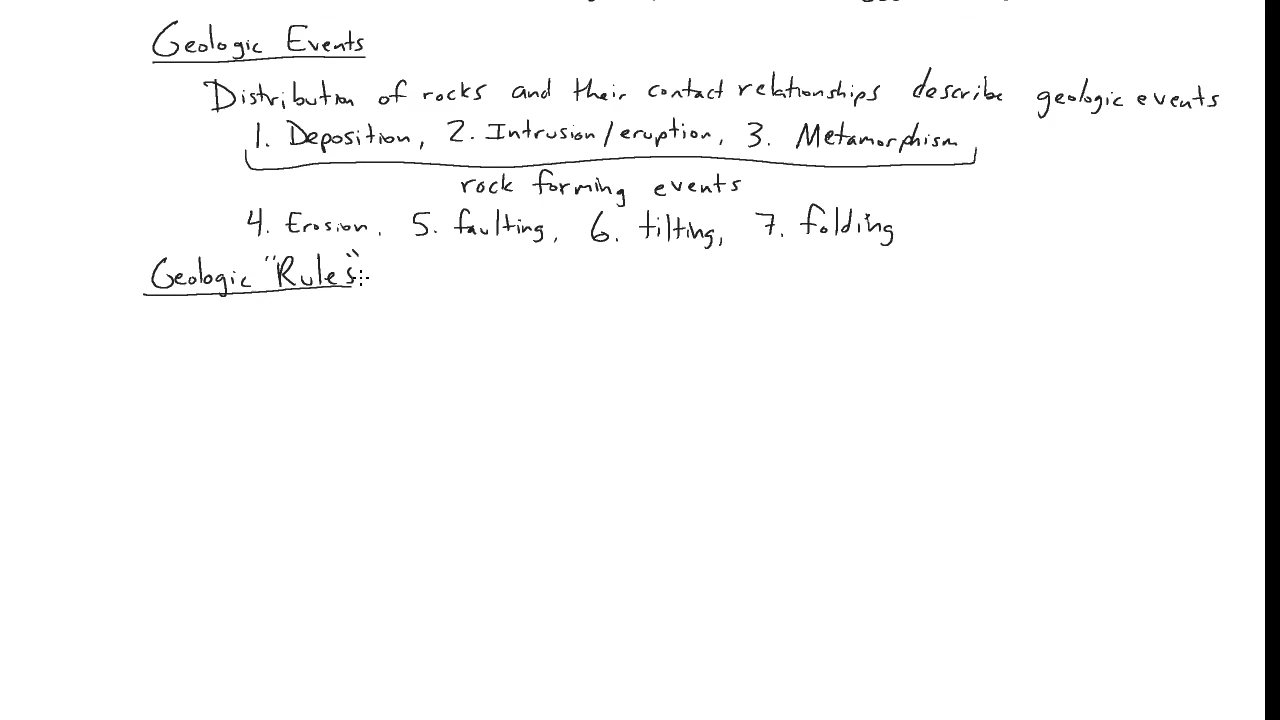 Geologic Events
Distribution of rocks and their contact relationships describe geologic events
1. Deposition, 2. Intrusion/eruption, 3. Metamorphism
rock forming events
4. Erosion, 5. faulting, 6. tilting, 7. folding
Geologic "Rules"